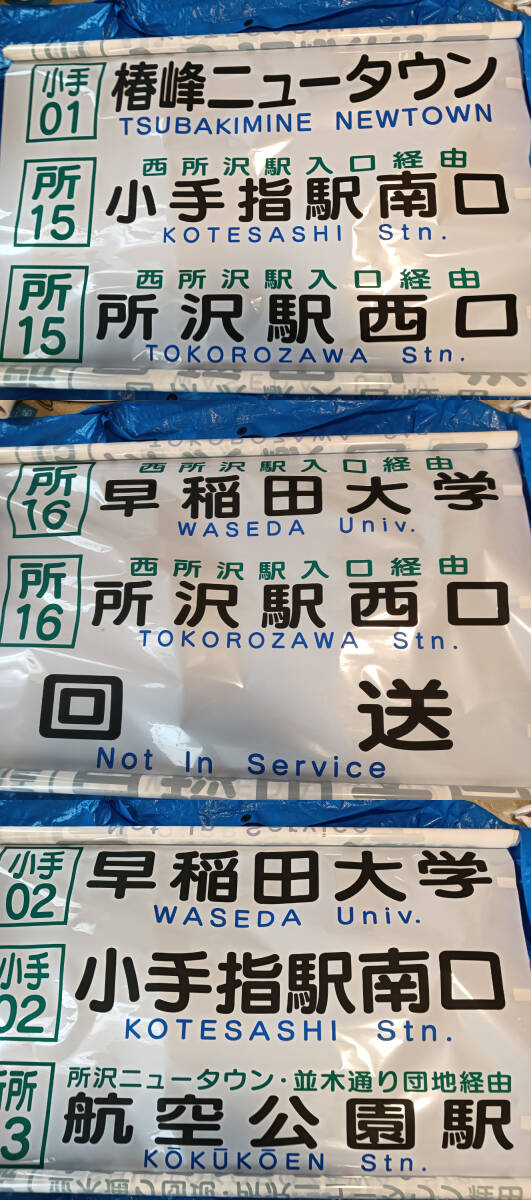 小手
01
椿峰ニュータウン
TSUBAKIMINE NEWTOWN
所
15
西所沢駅入口経由
小手指駅南口
KOTESASHI Stn.
所
15
西所沢駅入口経由
所沢駅西口
TOKOROZAWA Stn.
所
16
西所沢駅入口経由
早稲田大学
WASEDA Univ.
所
16
西所沢駅入口経由
所沢駅西口
TOKOROZAWA Stn.
回送
Not In Service
小手
02
早稲田大学
WASEDA Univ.
小手
02
小手指駅南口
KOTESASHI Stn.
所沢ニュータウン・並木通り団地経由
航空公園駅
KŌKŪKŌEN Stn.